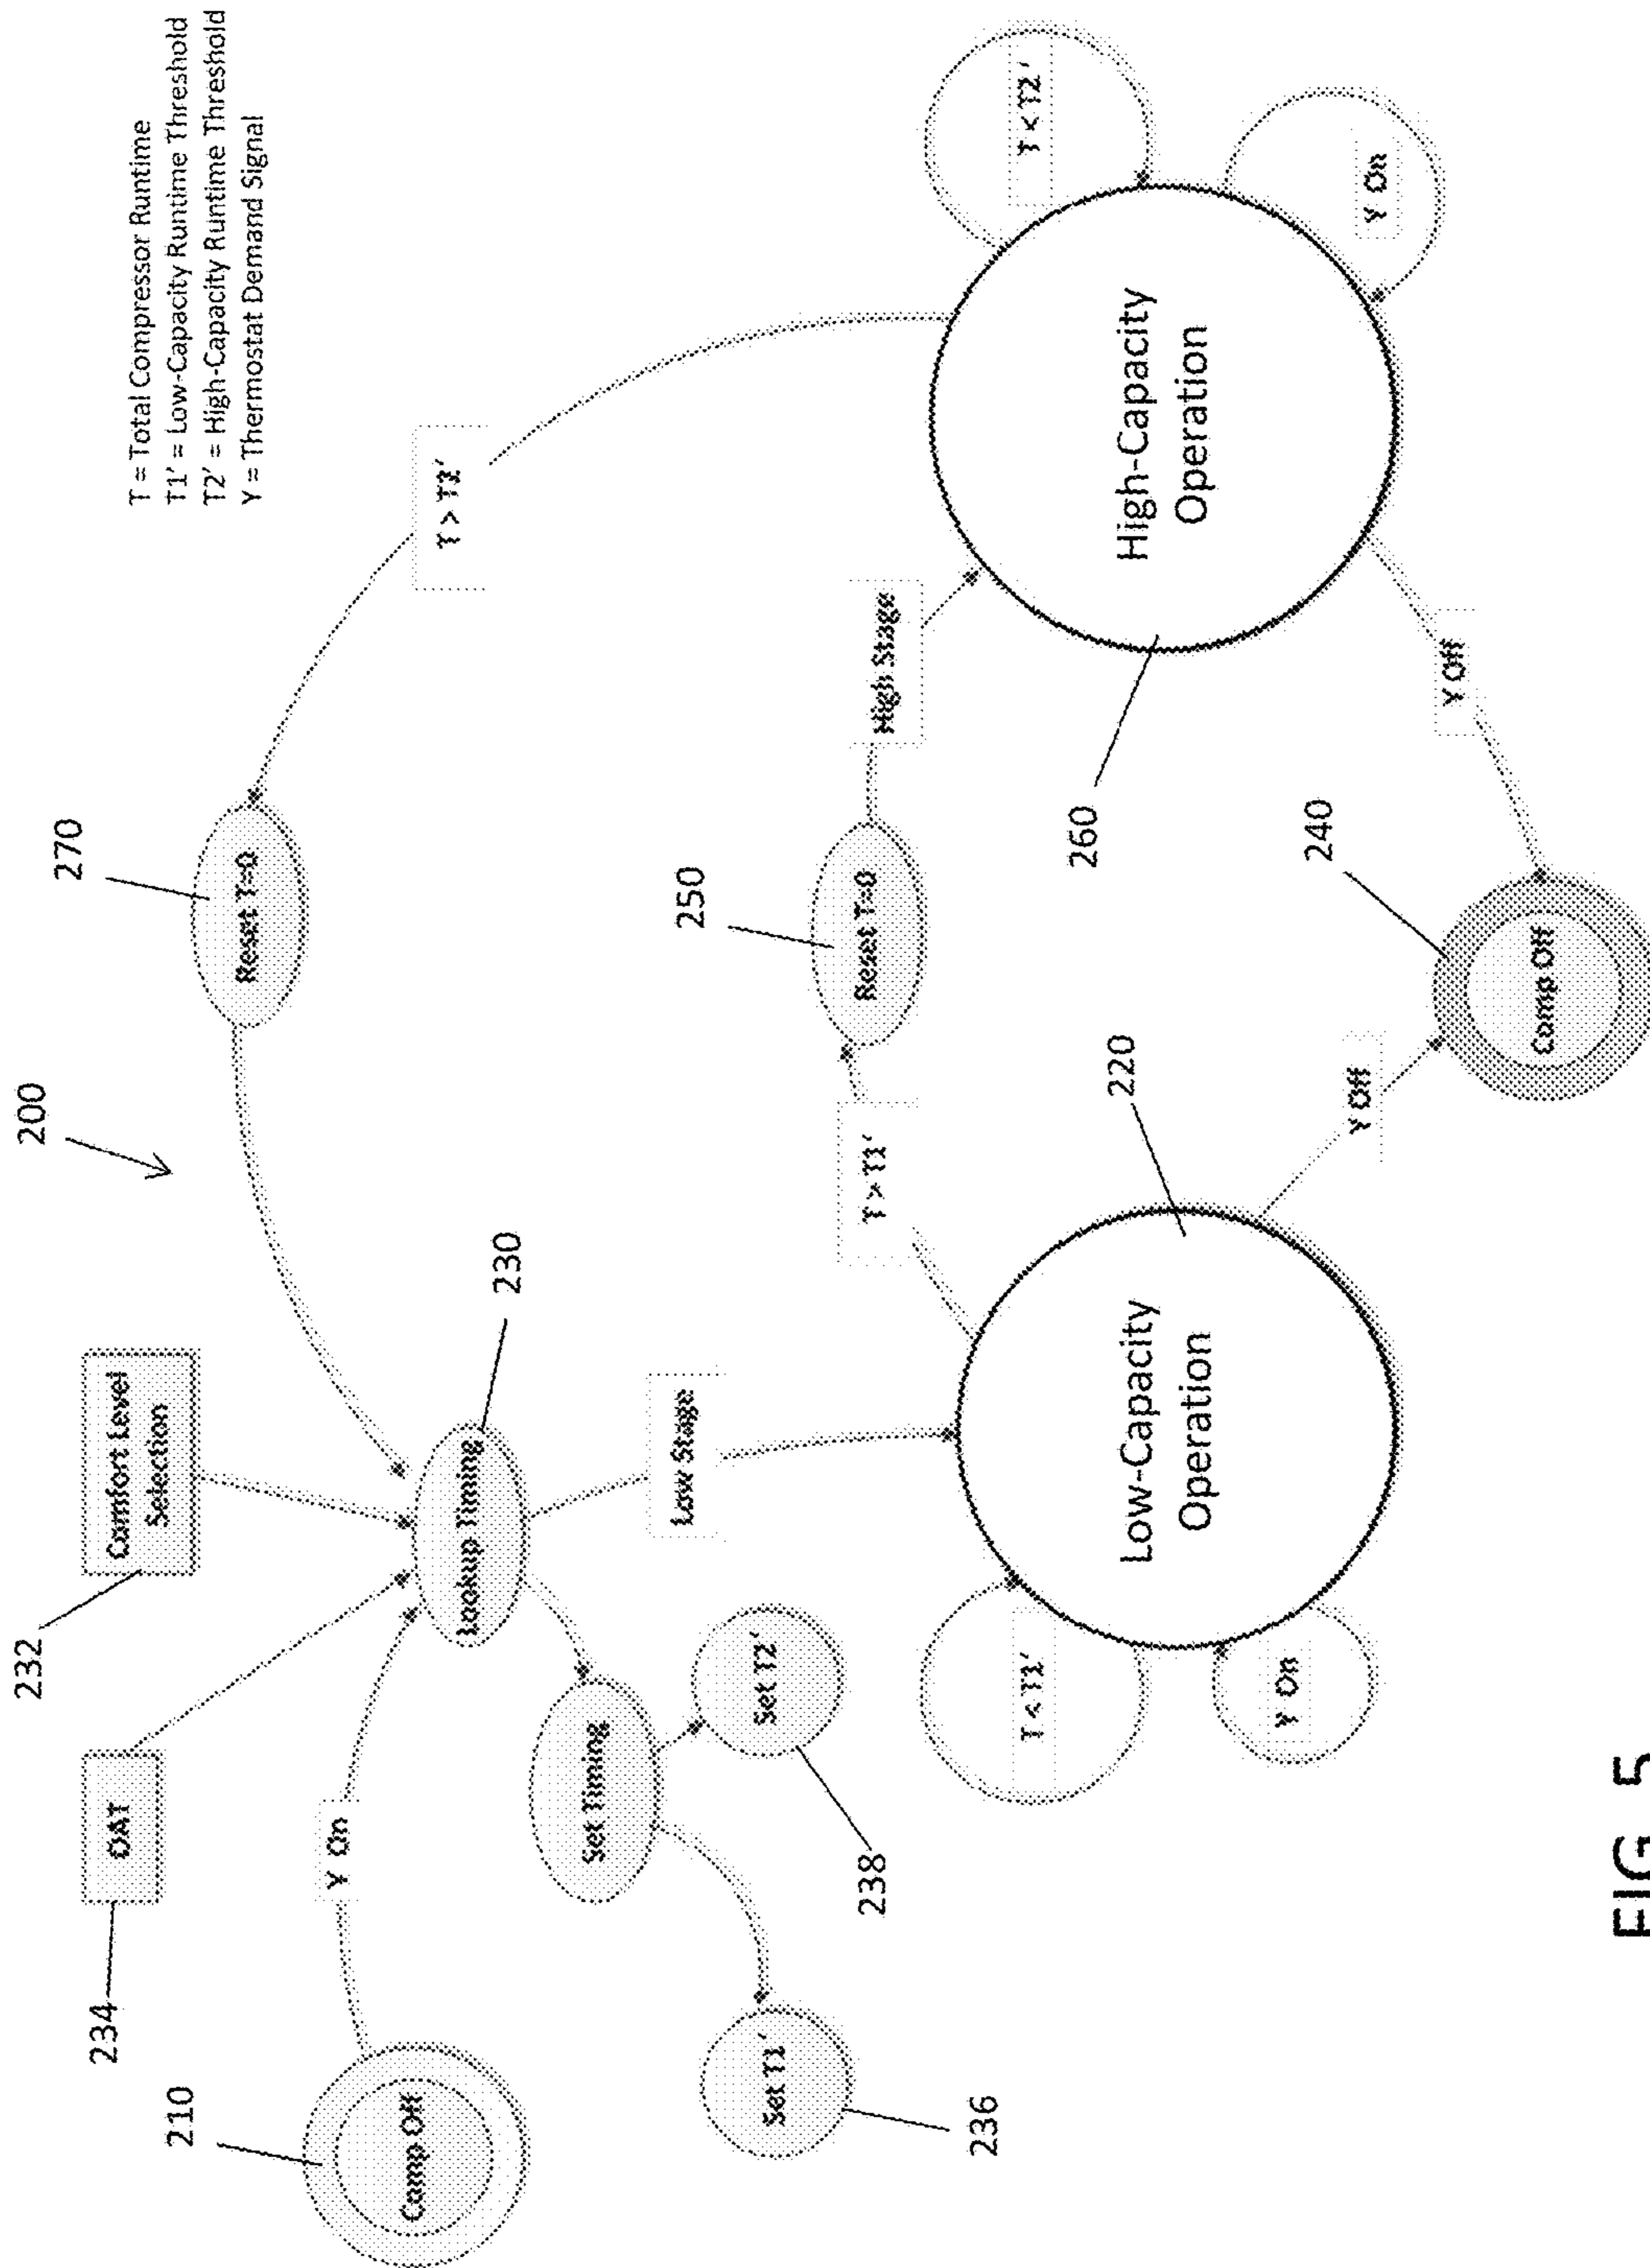 T = Total Compressor Runtime
T1' = Low-Capacity Runtime Threshold
T2' = High-Capacity Runtime Threshold
Y = Thermostat Demand Signal
200
232
234
OAT
Comfort Level
Selection
270
Reset T=0
210
Comp Off
Y On
Lookup Timing
230
T > T2'
Set Timing
Set T1'
236
Set T2'
238
Low Stage
T > T1'
250
Reset T=0
High Stage
T < T1'
Y On
Low-Capacity
Operation
220
260
High-Capacity
Operation
T < T2'
Y On
Y Off
240
Comp Off
Y Off
FIG. 5